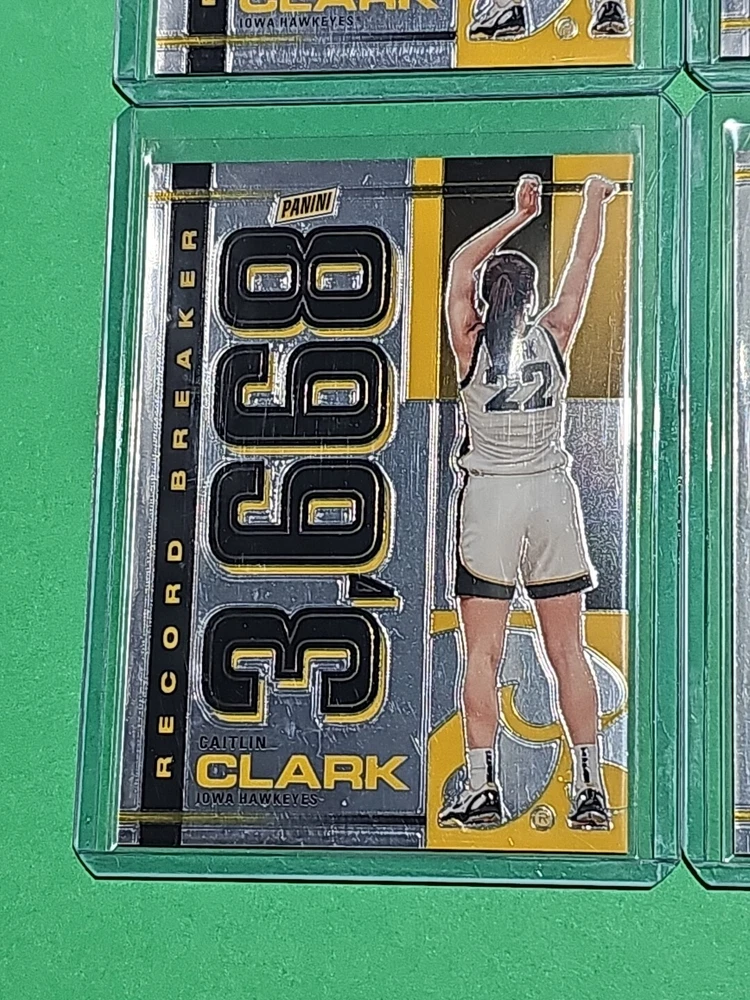 CLARK
IOWA HAWKEYES
PANINI
RECORD BREAKER
3,668
22
CAITLIN
CLARK
IOWA HAWKEYES
®